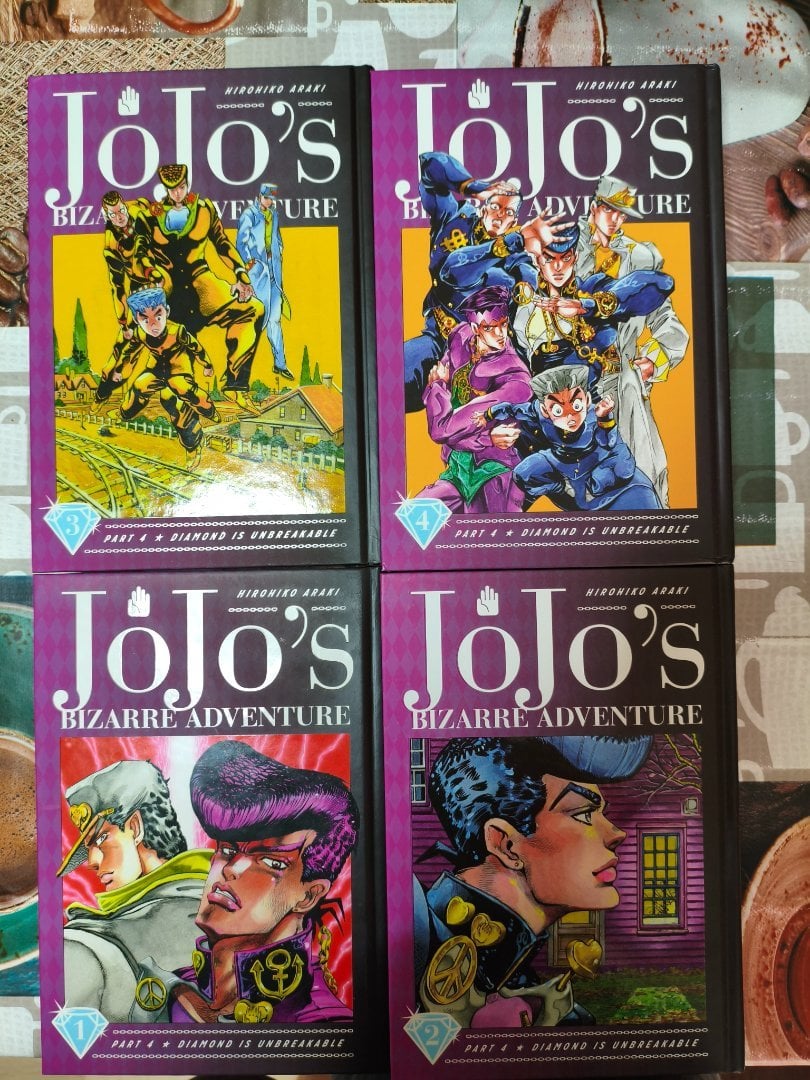 HIROHIKO ARAKI
JoJo's
BIZARRE ADVENTURE
3
PART 4 ★ DIAMOND IS UNBREAKABLE
HIROHIKO ARAKI
JoJo's
BIZARRE ADVENTURE
4
PART 4 ★ DIAMOND IS UNBREAKABLE
HIROHIKO ARAKI
JoJo's
BIZARRE ADVENTURE
1
PART 4 ★ DIAMOND IS UNBREAKABLE
HIROHIKO ARAKI
JoJo's
BIZARRE ADVENTURE
2
PART 4 ★ DIAMOND IS UNBREAKABLE